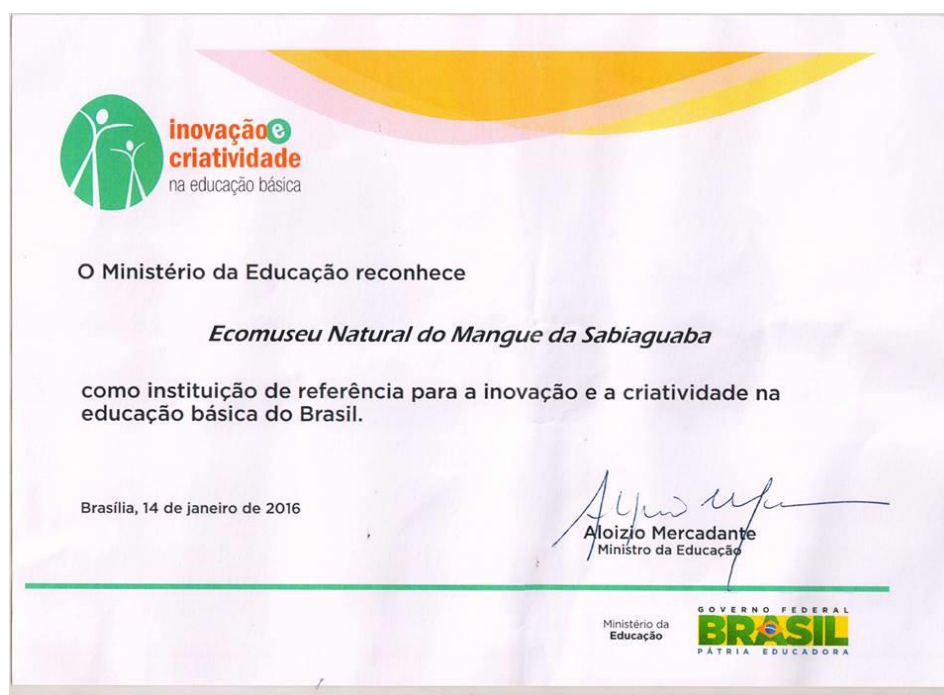 inovação e
criatividade
na educação básica
O Ministério da Educação reconhece
Ecomuseu Natural do Mangue da Sabiaguaba
como instituição de referência para a inovação e a criatividade na
educação básica do Brasil.
Brasília, 14 de janeiro de 2016
Aloizio Mercadante
Ministro da Educação
Ministério da
Educação
GOVERNO FEDERAL
BRASIL
PÁTRIA EDUCADORA